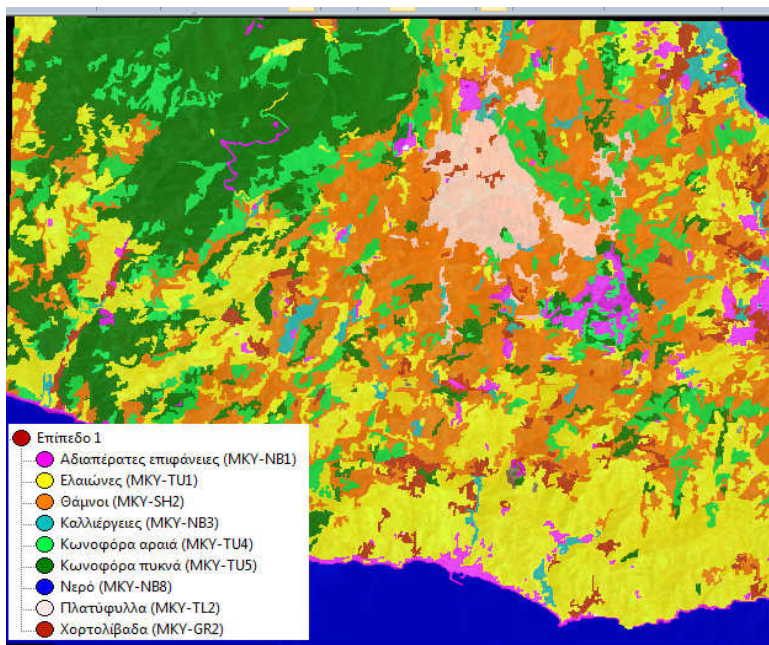 Επίπεδο 1
Αδιαπέρατες επιφάνειες (MKY-NB1)
Ελαιώνες (MKY-TU1)
Θάμνοι (MKY-SH2)
Καλλιέργειες (MKY-NB3)
Κωνοφόρα αραιά (MKY-TU4)
Κωνοφόρα πυκνά (MKY-TU5)
Νερό (MKY-NB8)
Πλατύφυλλα (MKY-TL2)
Χορτολίβαδα (MKY-GR2)